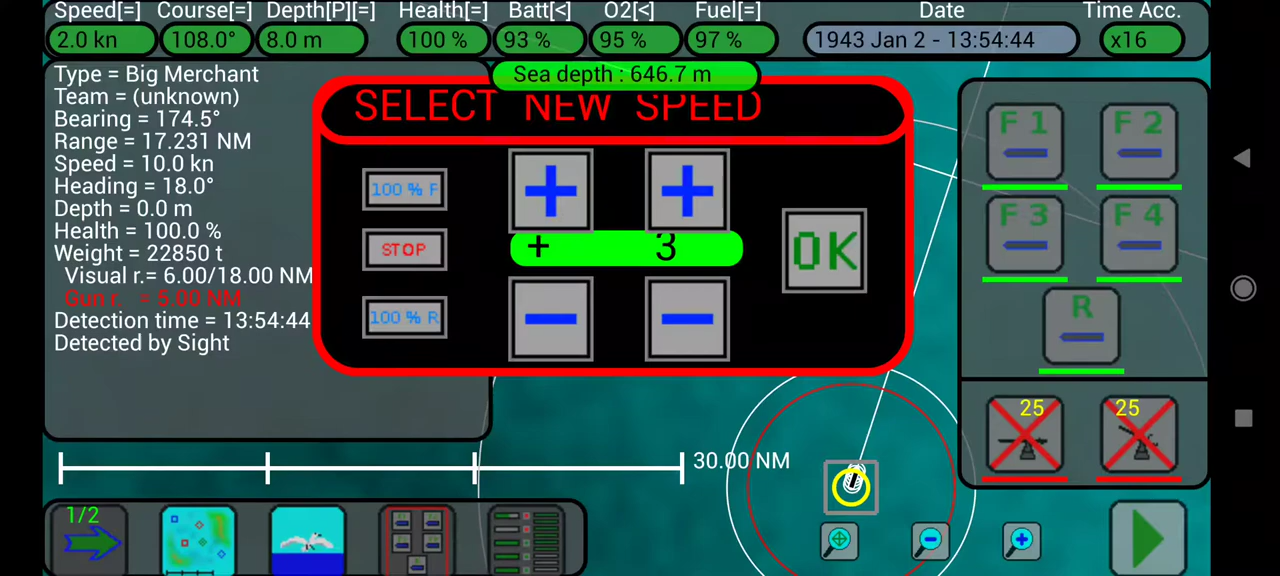 Speed[=] Course[=] Depth[P][=] Health[=] Batt[<] O2[<] Fuel[=] Date Time Acc.
2.0 kn 108.0° 8.0 m 100 % 93 % 95 % 97 % 1943 Jan 2 - 13:54:44 x16
Sea depth : 646.7 m
Type = Big Merchant
Team = (unknown)
Bearing = 174.5°
Range = 17.231 NM
Speed = 10.0 kn
Heading = 18.0°
Depth = 0.0 m
Health = 100.0 %
Weight = 22850 t
Visual r.= 6.00/18.00 NM
Gun r. = 5.00 NM
Detection time = 13:54:44
Detected by Sight
SELECT NEW SPEED
100 % F
STOP
100 % R
+ +
+ 3
- -
OK
F 1 F 2
F 3 F 4
R
25 25
30.00 NM
1/2